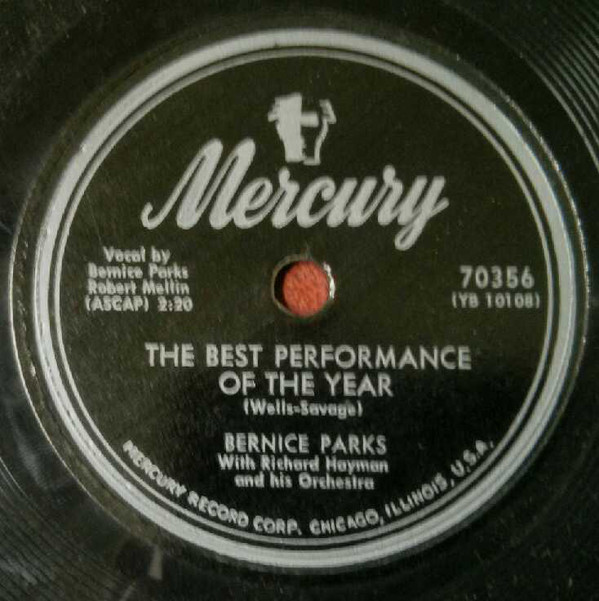 Mercury
Vocal by
Bernice Parks
Robert Mellin
(ASCAP) 2:20
70356
(YB 10108)
THE BEST PERFORMANCE
OF THE YEAR
(Wells-Savage)
BERNICE PARKS
With Richard Hayman
and his Orchestra
MERCURY RECORD CORP. CHICAGO, ILLINOIS, U.S.A.